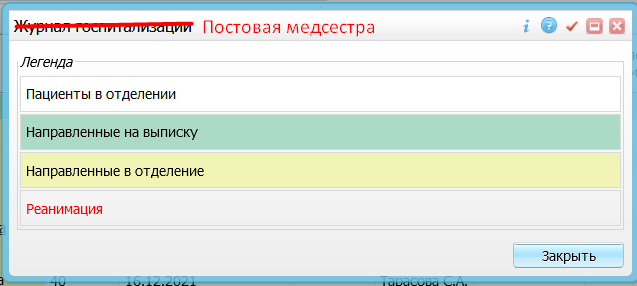 Журнал госпитализации Постовая медсестра
Легенда
Пациенты в отделении
Направленные на выписку
Направленные в отделение
Реанимация
Закрыть
40 16.12.2021 Тарасова С.А.